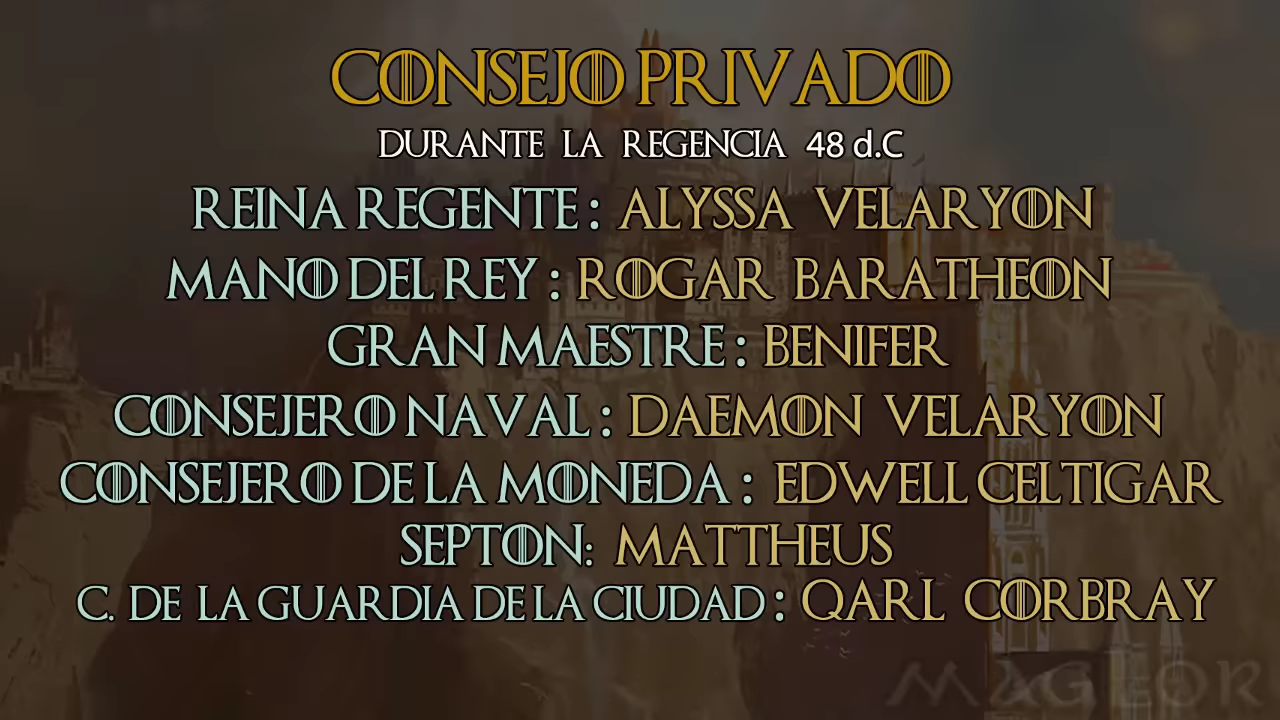 CONSEJO PRIVADO
DURANTE LA REGENCIA 48 d.C
REINA REGENTE : ALYSSA VELARYON
MANO DEL REY : ROGAR BARATHEON
GRAN MAESTRE : BENIFER
CONSEJERO NAVAL : DAEMON VELARYON
CONSEJERO DE LA MONEDA : EDWELL CELTIGAR
SEPTON: MATTHEUS
C. DE LA GUARDIA DE LA CIUDAD : QARL CORBRAY
MAGLOR